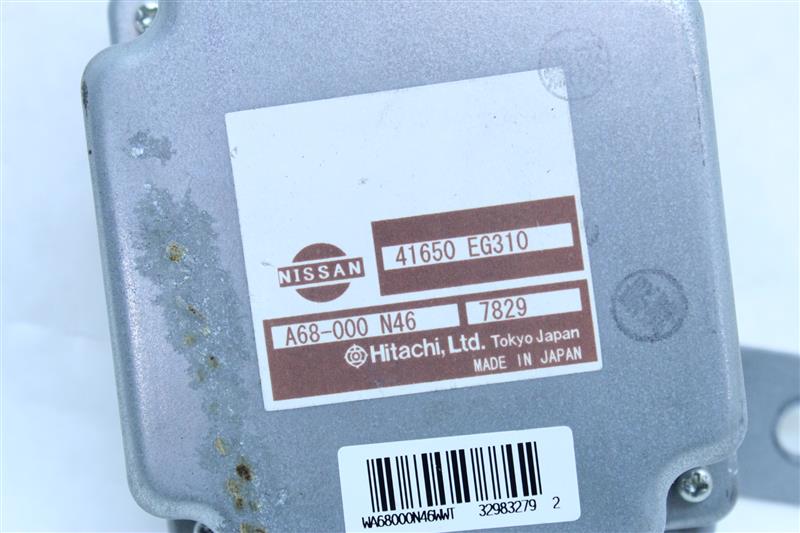 41650 EG310
NISSAN
A68-000 N46 7829
Hitachi, Ltd. Tokyo Japan
MADE IN JAPAN
WA68000N46WWT 32983279 2